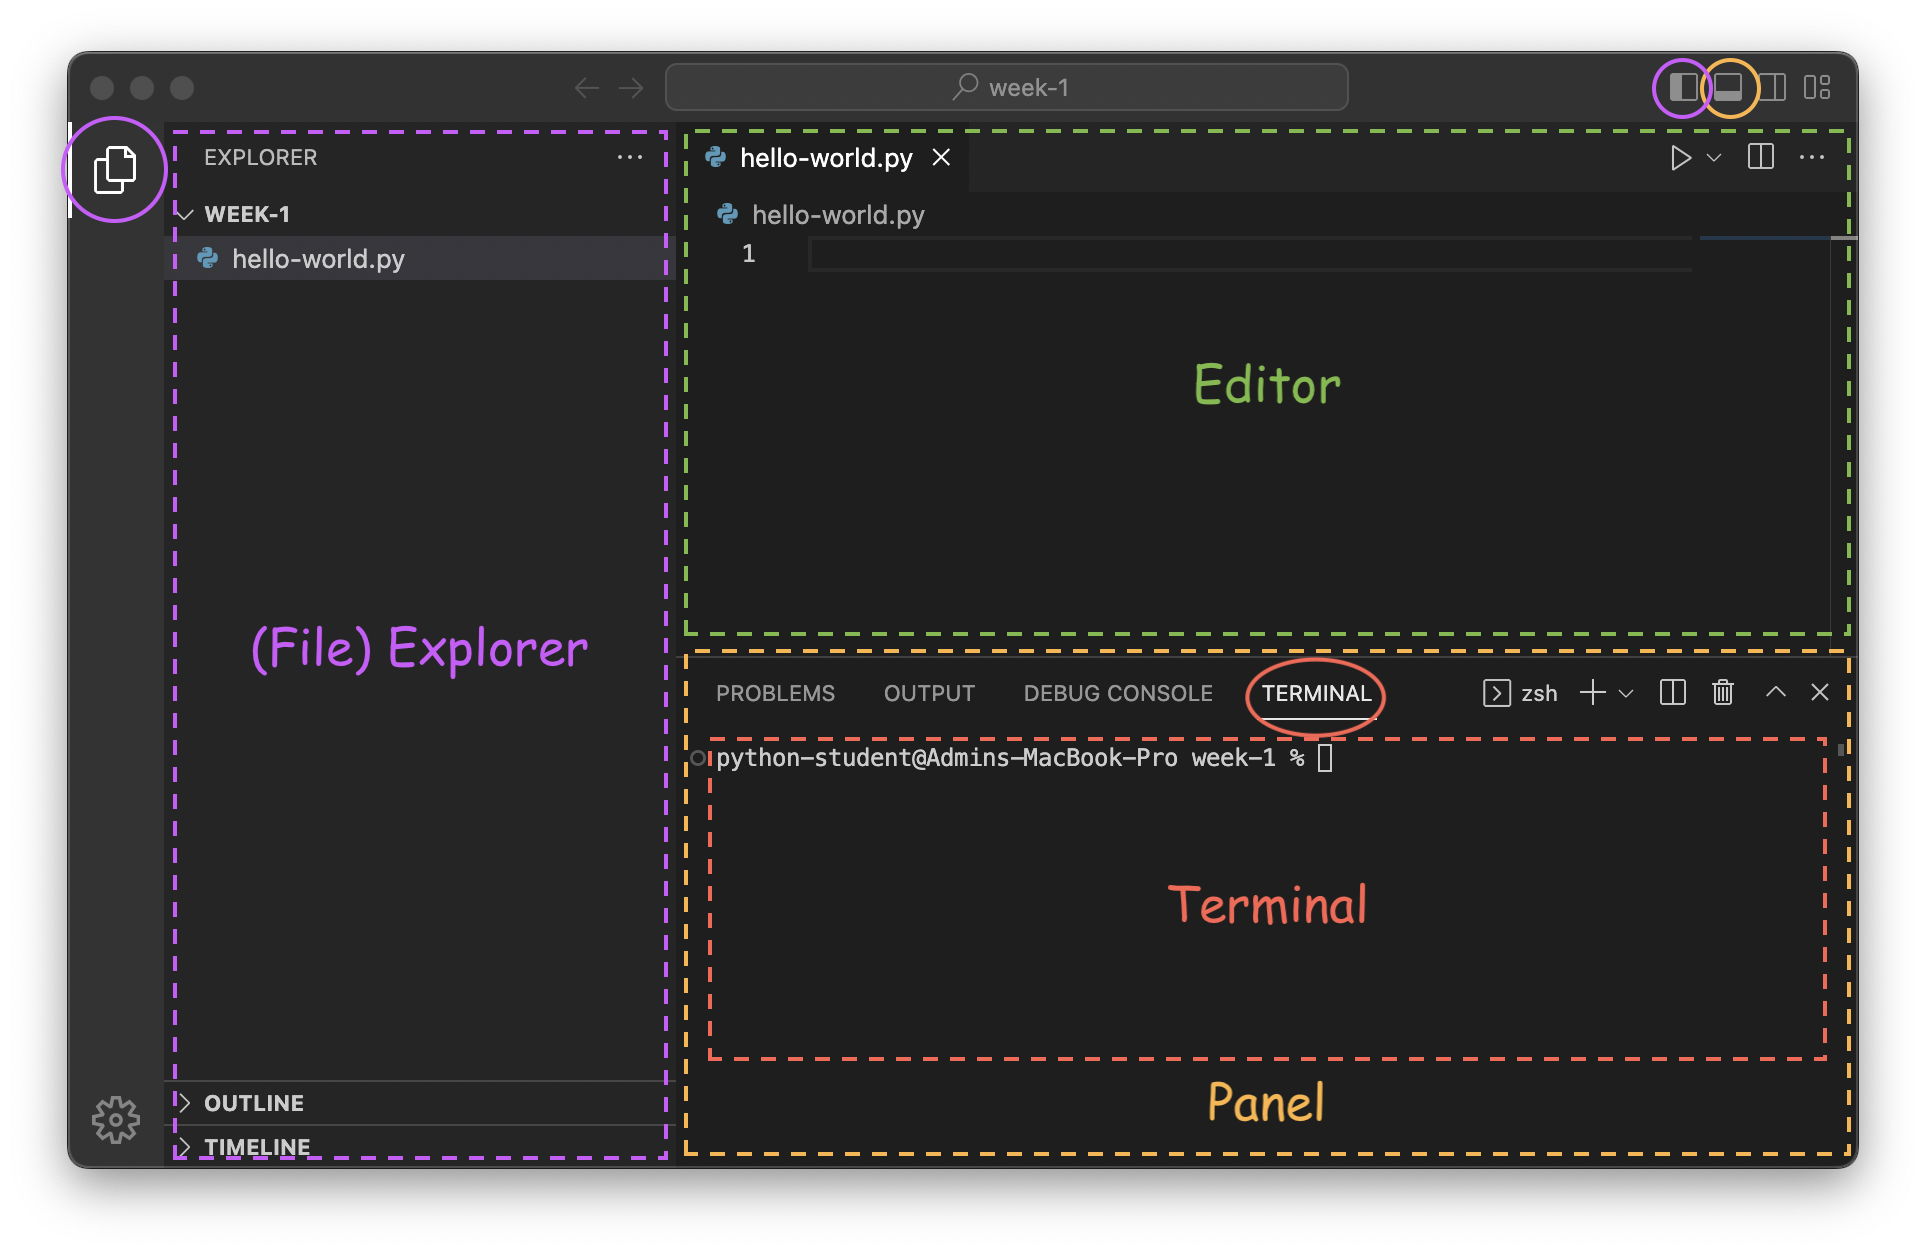 week-1
EXPLORER
WEEK-1
hello-world.py
hello-world.py
hello-world.py
1
Editor
(File) Explorer
PROBLEMS OUTPUT DEBUG CONSOLE TERMINAL zsh
python-student@Admins-MacBook-Pro week-1 %
Terminal
Panel
OUTLINE
TIMELINE